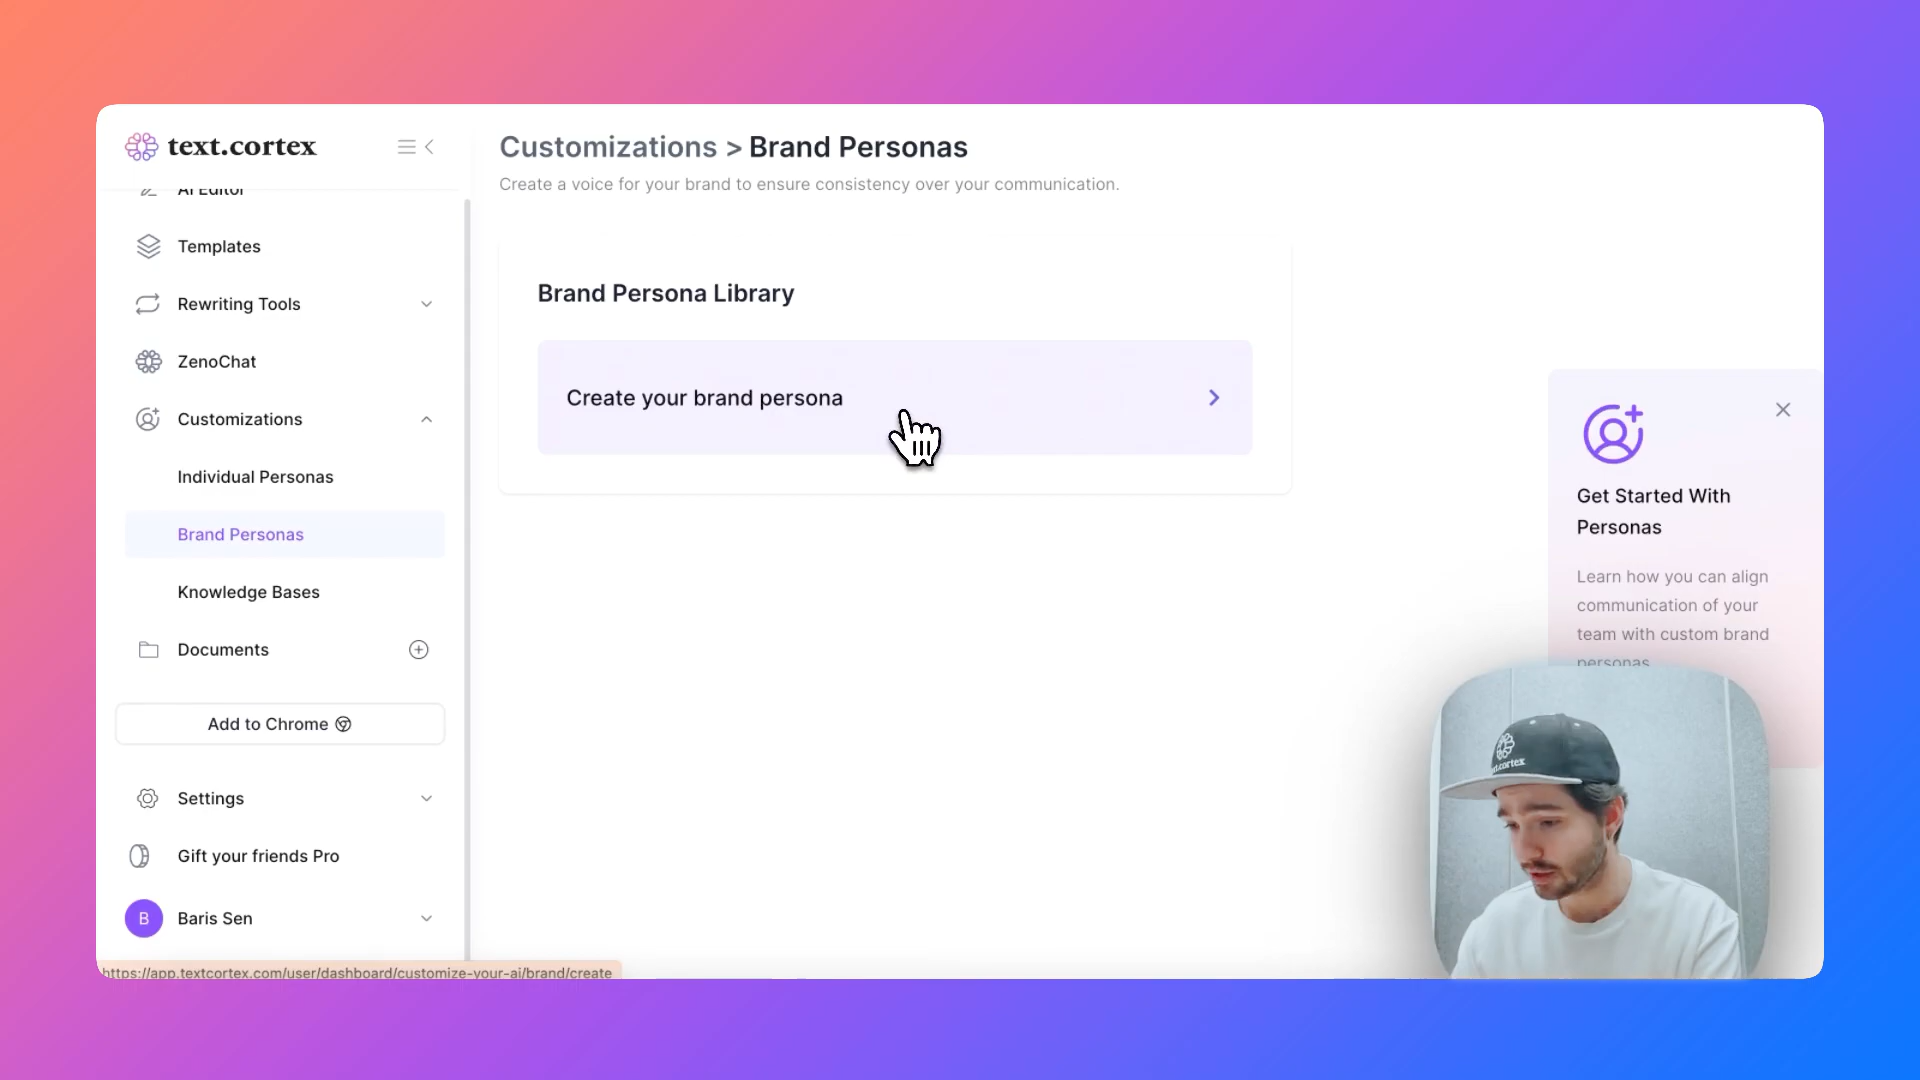 text.cortex
AI Editor
Templates
Rewriting Tools
ZenoChat
Customizations
Individual Personas
Brand Personas
Knowledge Bases
Documents
Add to Chrome
Settings
Gift your friends Pro
B
Baris Sen
https://app.textcortex.com/user/dashboard/customize-your-ai/brand/create
Customizations > Brand Personas
Create a voice for your brand to ensure consistency over your communication.
Brand Persona Library
Create your brand persona
Get Started With
Personas
Learn how you can align
communication of your
team with custom brand
personas